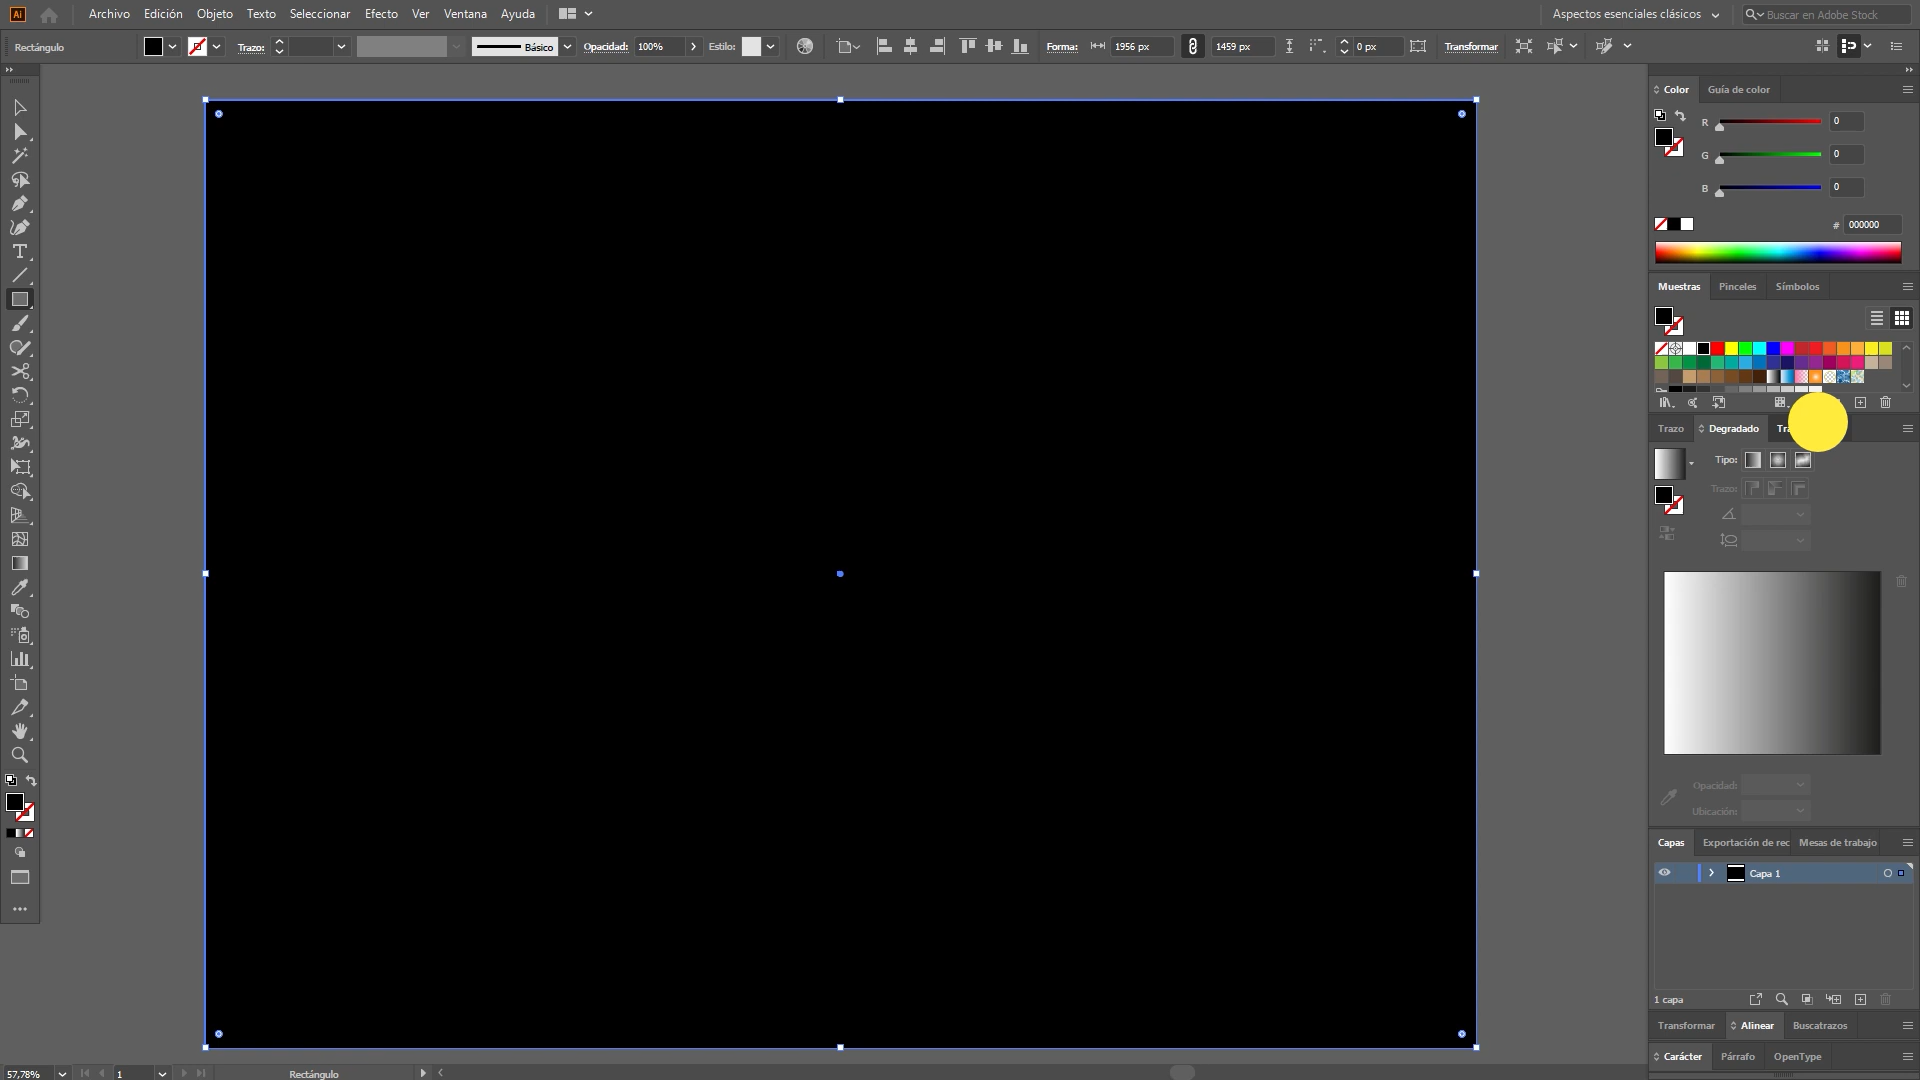 Ai Archivo Edición Objeto Texto Seleccionar Efecto Ver Ventana Ayuda Aspectos esenciales clásicos Buscar en Adobe Stock
Rectángulo Trazo: Básico Opacidad: 100% Estilo: Forma: 1956 px 1459 px 0 px Transformar
Color Guía de color
R 0
G 0
B 0
# 000000
Muestras Pinceles Símbolos
Trazo Degradado
Tipo:
Trazo:
Opacidad:
Ubicación:
Capas Exportación de rec Mesas de trabajo
Capa 1
1 capa
Transformar Alinear Buscatrazos
Carácter Párrafo OpenType
57,78% 1 Rectángulo